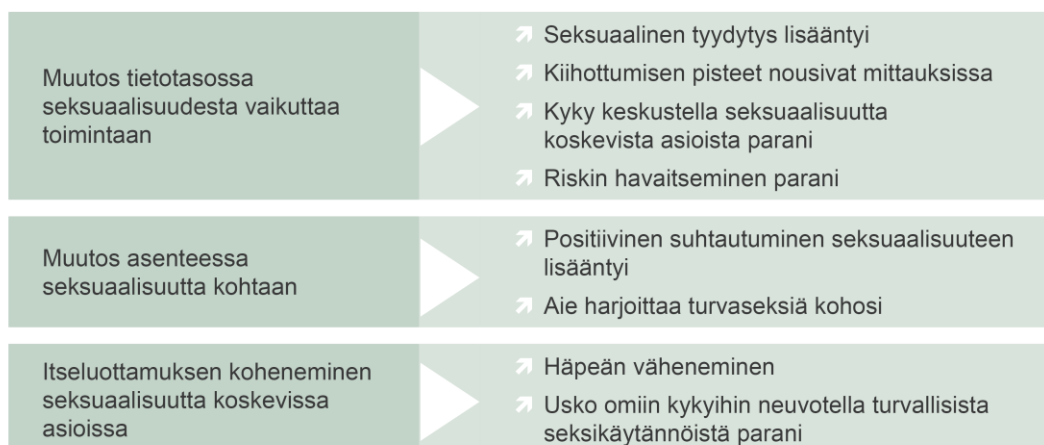 Muutos tietotasossa
seksuaalisuudesta vaikuttaa
toimintaan
Seksuaalinen tyydytys lisääntyi
Kiihottumisen pisteet nousivat mittauksissa
Kyky keskustella seksuaalisuutta
koskevista asioista parani
Riskin havaitseminen parani
Muutos asenteessa
seksuaalisuutta kohtaan
Positiivinen suhtautuminen seksuaalisuuteen
lisääntyi
Aie harjoittaa turvaseksiä kohosi
Itseluottamuksen koheneminen
seksuaalisuutta koskevissa
asioissa
Häpeän väheneminen
Usko omiin kykyihin neuvotella turvallisista
seksikäytännöistä parani